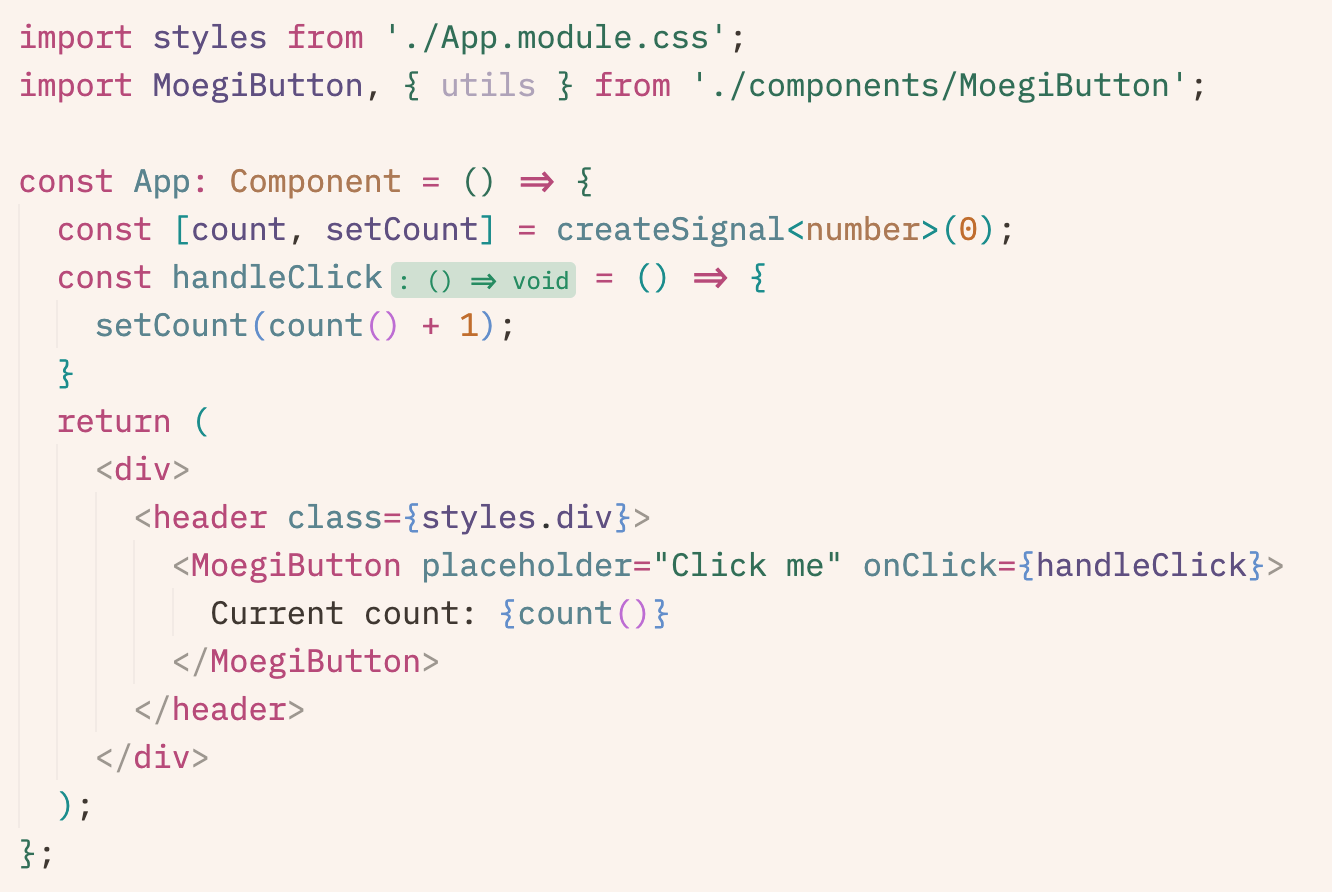 import styles from './App.module.css';
import MoegiButton, { utils } from './components/MoegiButton';

const App: Component = () => {
  const [count, setCount] = createSignal<number>(0);
  const handleClick: () => void = () => {
    setCount(count() + 1);
  }
  return (
    <div>
      <header class={styles.div}>
        <MoegiButton placeholder="Click me" onClick={handleClick}>
          Current count: {count()}
        </MoegiButton>
      </header>
    </div>
  );
};